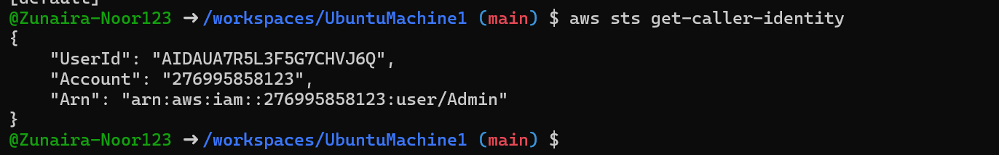 [default]
@Zunaira-Noor123 ➜ /workspaces/UbuntuMachine1 (main) $ aws sts get-caller-identity
{
    "UserId": "AIDAUA7R5L3F5G7CHVJ6Q",
    "Account": "276995858123",
    "Arn": "arn:aws:iam::276995858123:user/Admin"
}
@Zunaira-Noor123 ➜ /workspaces/UbuntuMachine1 (main) $